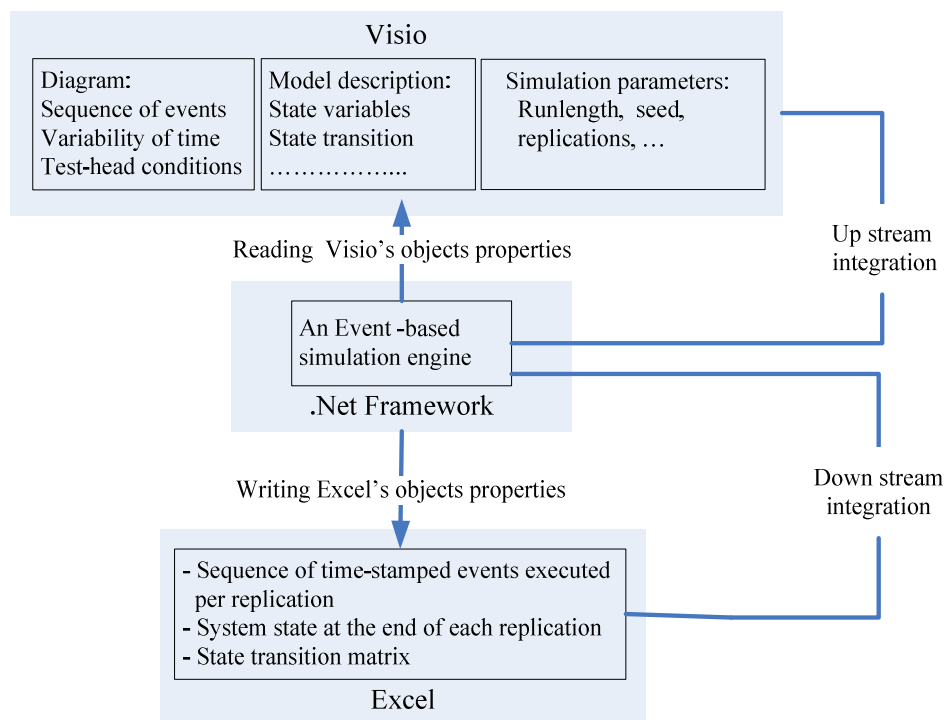 Visio
Diagram:
Sequence of events
Variability of time
Test-head conditions
Model description:
State variables
State transition
……………...
Simulation parameters:
Runlength, seed,
replications, …
Reading Visio's objects properties
Up stream
integration
An Event -based
simulation engine
.Net Framework
Writing Excel's objects properties
Down stream
integration
- Sequence of time-stamped events executed
per replication
- System state at the end of each replication
- State transition matrix
Excel